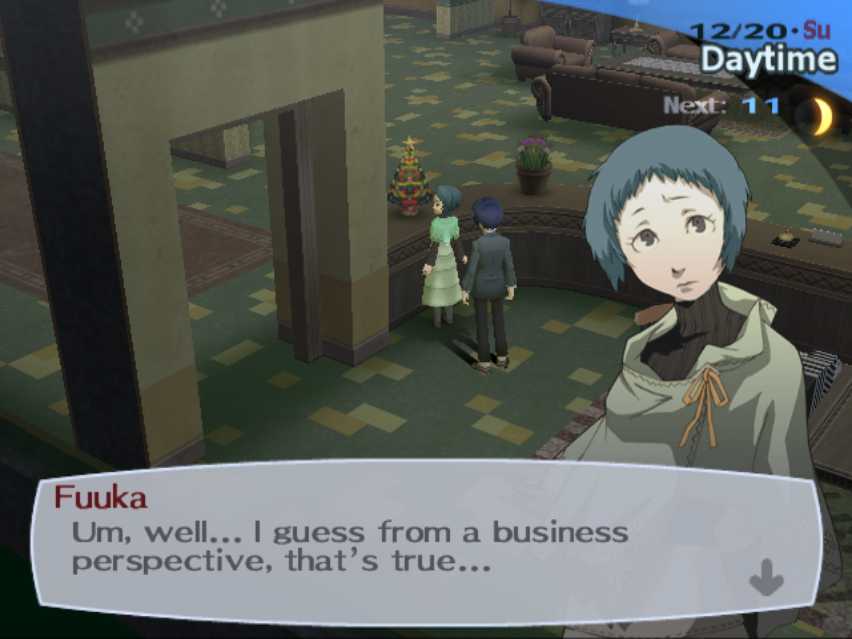 12/20·Su
Daytime
Next: 11
Fuuka
Um, well... I guess from a business
perspective, that's true...